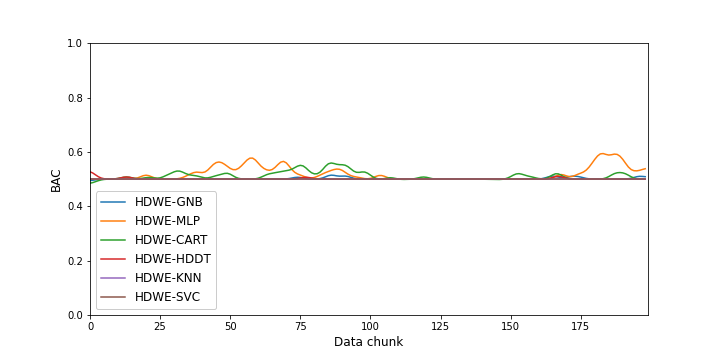 1.0
0.8
0.6
0.4
0.2
0.0
BAC
HDWE-GNB
HDWE-MLP
HDWE-CART
HDWE-HDDT
HDWE-KNN
HDWE-SVC
0 25 50 75 100 125 150 175
Data chunk